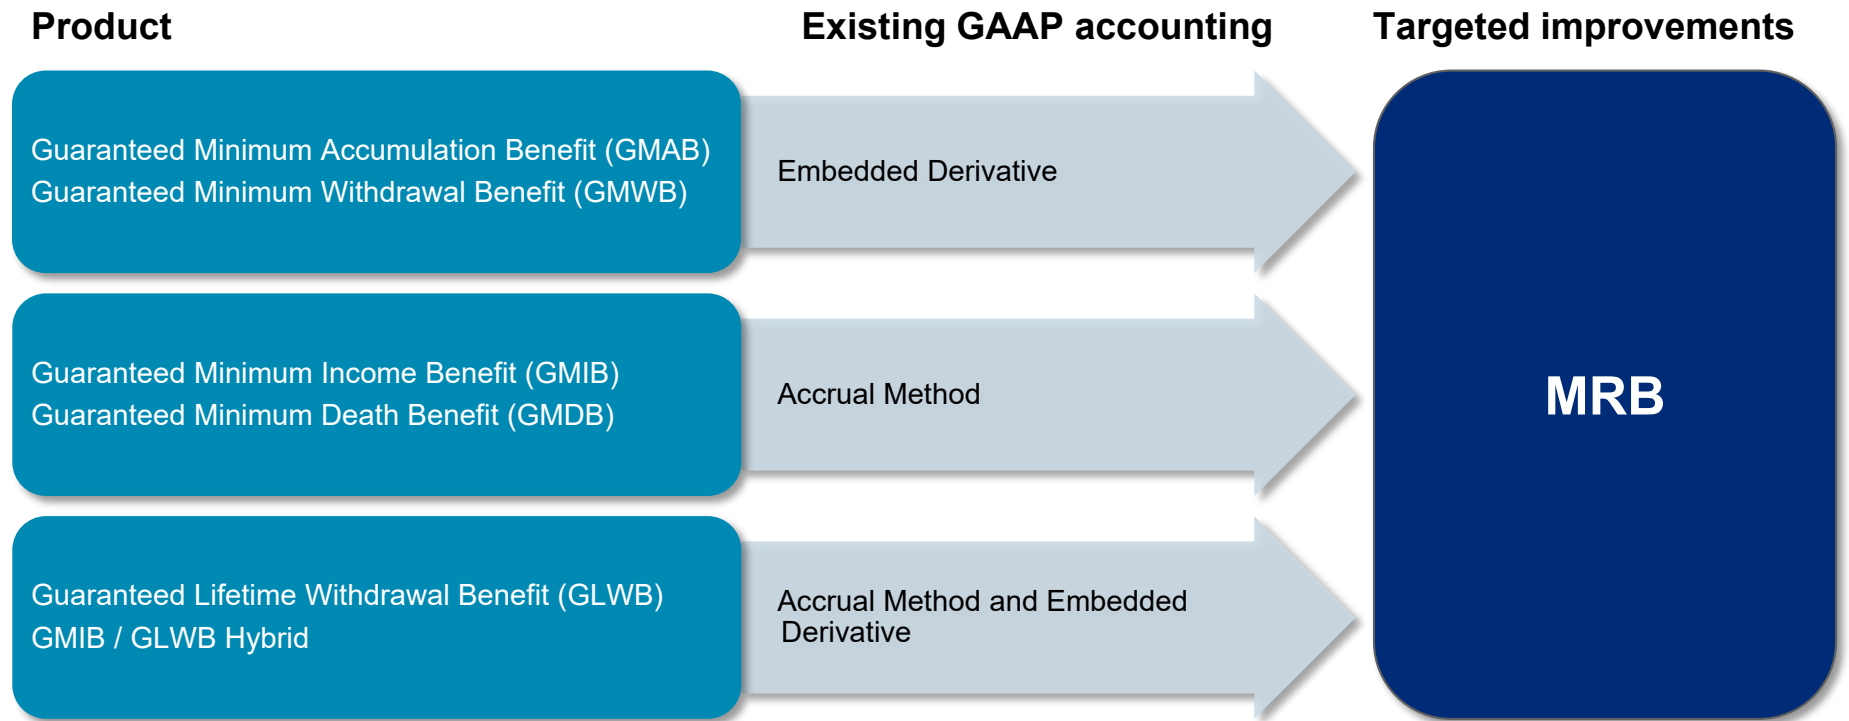 Product
Existing GAAP accounting
Targeted improvements
Guaranteed Minimum Accumulation Benefit (GMAB)
Guaranteed Minimum Withdrawal Benefit (GMWB)
Embedded Derivative
Guaranteed Minimum Income Benefit (GMIB)
Guaranteed Minimum Death Benefit (GMDB)
Accrual Method
Guaranteed Lifetime Withdrawal Benefit (GLWB)
GMIB / GLWB Hybrid
Accrual Method and Embedded
Derivative
MRB